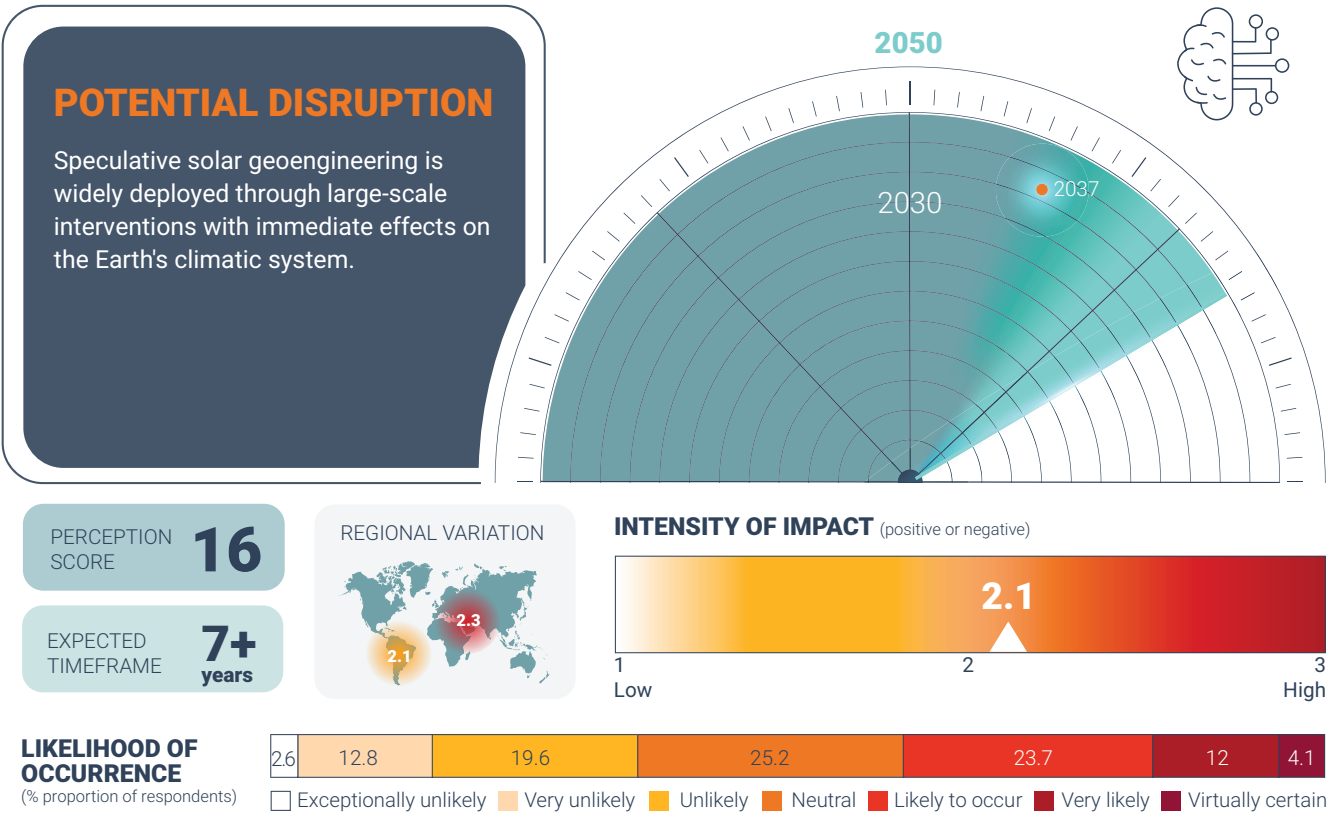 POTENTIAL DISRUPTION
Speculative solar geoengineering is
widely deployed through large-scale
interventions with immediate effects on
the Earth's climatic system.
2050
2030
2037
PERCEPTION
SCORE
16
EXPECTED
TIMEFRAME
7+
years
REGIONAL VARIATION
2.3
2.1
INTENSITY OF IMPACT (positive or negative)
2.1
1 2 3
Low High
LIKELIHOOD OF
OCCURRENCE
(% proportion of respondents)
2.6 12.8 19.6 25.2 23.7 12 4.1
Exceptionally unlikely Very unlikely Unlikely Neutral Likely to occur Very likely Virtually certain